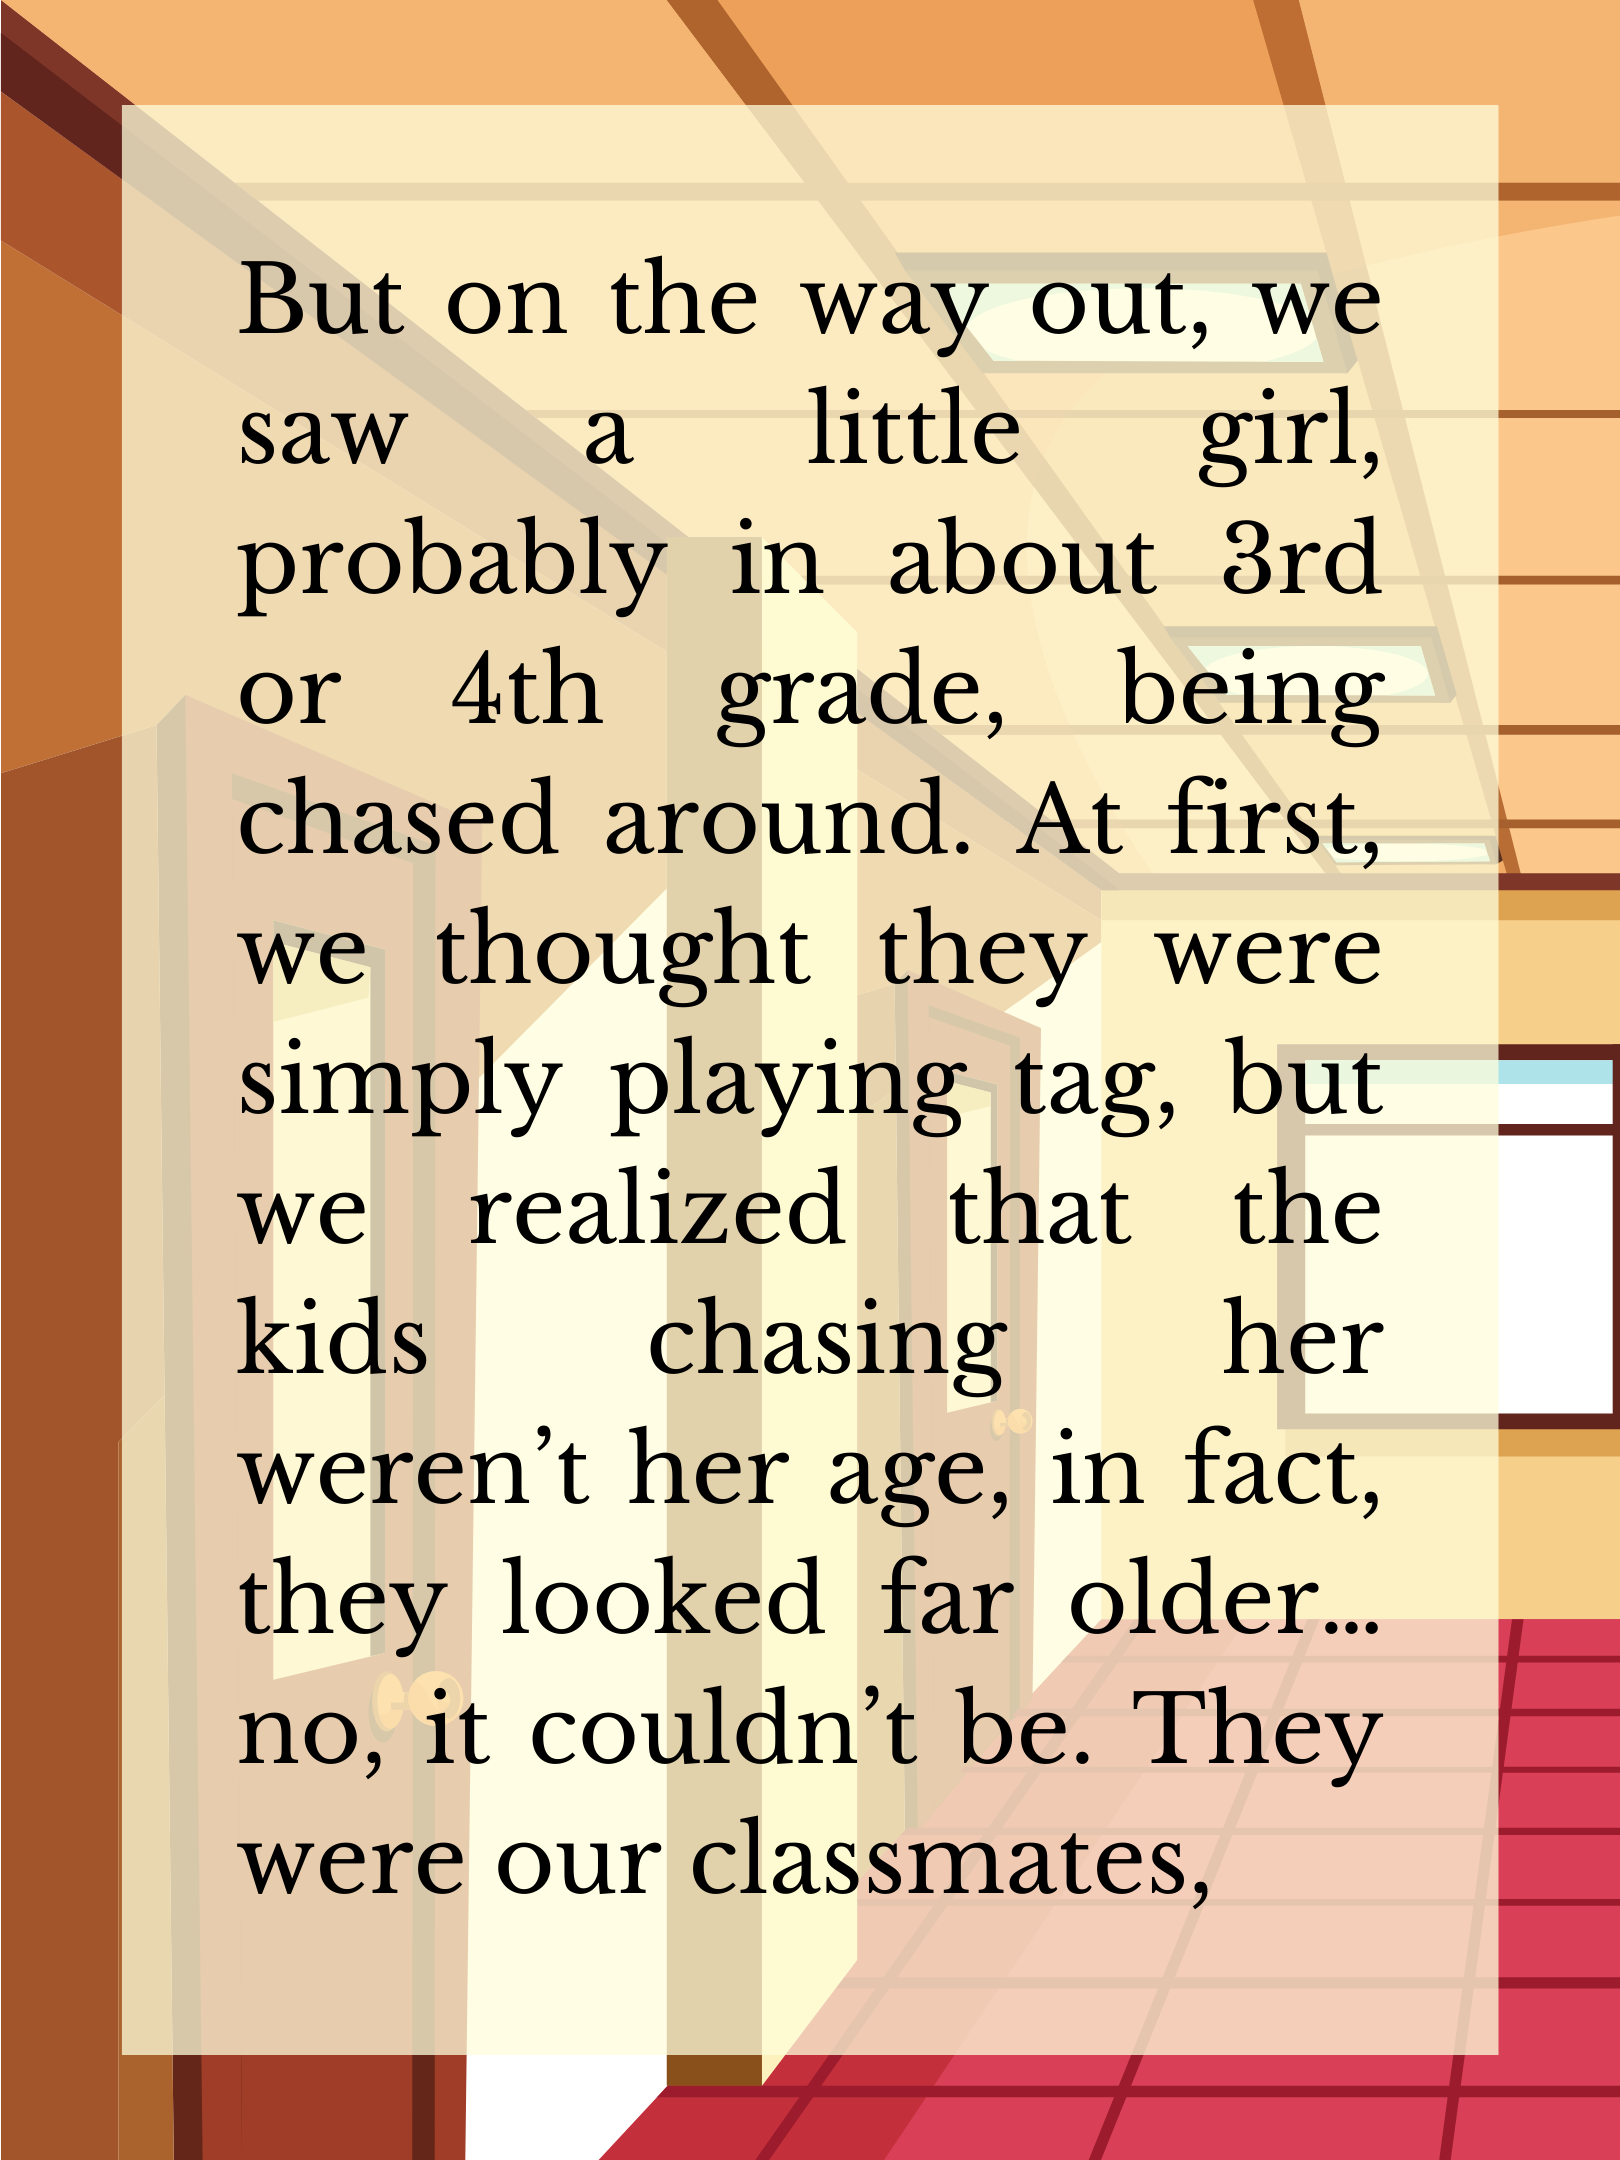 But on the way out, we
saw a little girl,
probably in about 3rd
or 4th grade, being
chased around. At first,
we thought they were
simply playing tag, but
we realized that the
kids chasing her
weren’t her age, in fact,
they looked far older...
no, it couldn’t be. They
were our classmates,